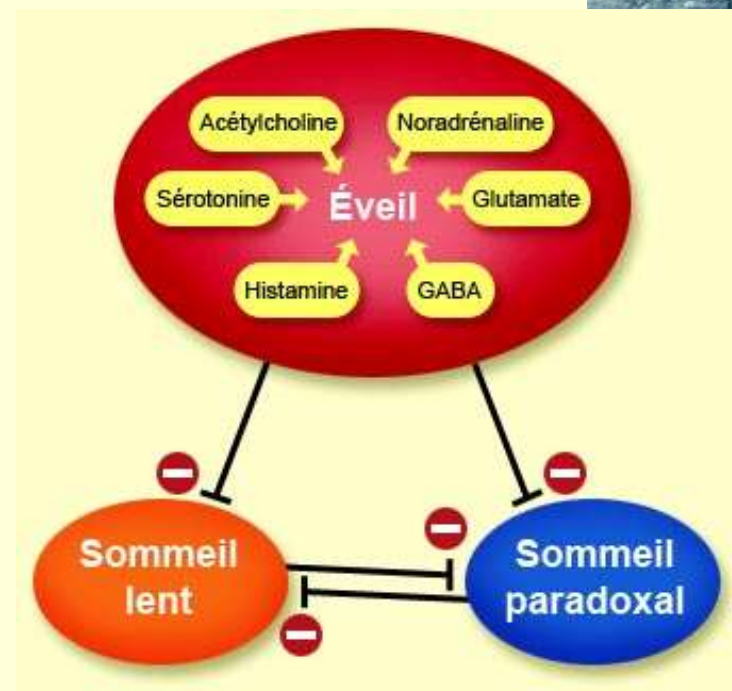 Acétylcholine
Noradrénaline
Sérotonine
Éveil
Glutamate
Histamine
GABA
Sommeil
lent
Sommeil
paradoxal